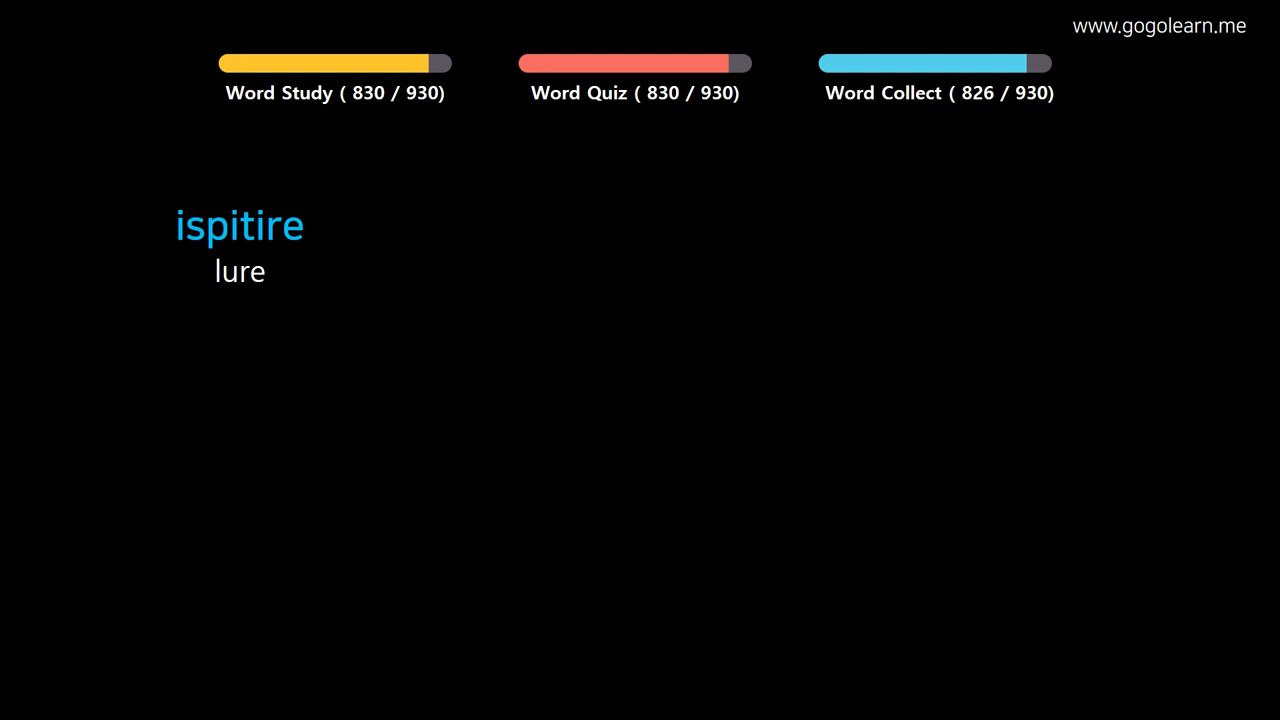 www.gogolearn.me
Word Study ( 830 / 930)
Word Quiz ( 830 / 930)
Word Collect ( 826 / 930)
ispitire
lure